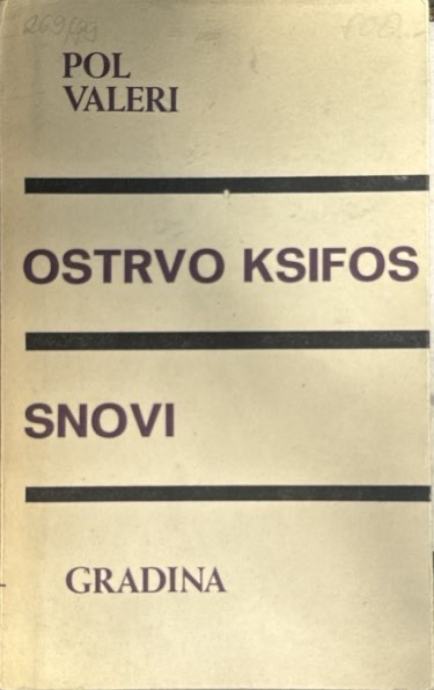 POL
VALERI
OSTRVO KSIFOS
SNOVI
GRADINA